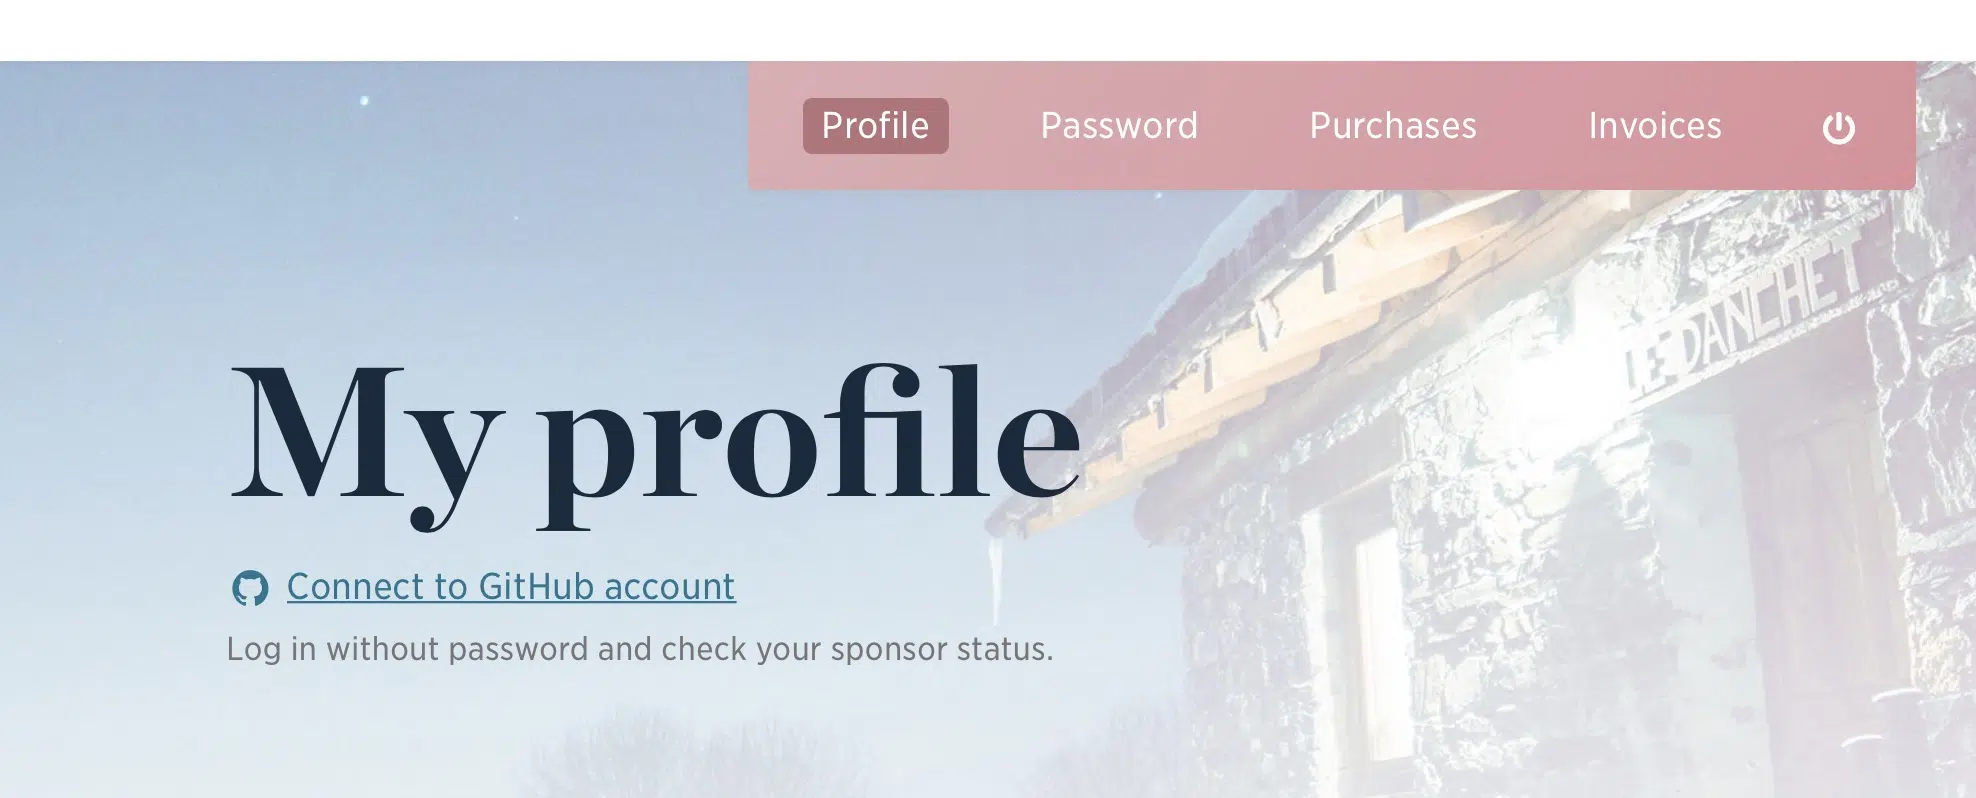 Profile Password Purchases Invoices
LE DANCHET
My profile
Connect to GitHub account
Log in without password and check your sponsor status.